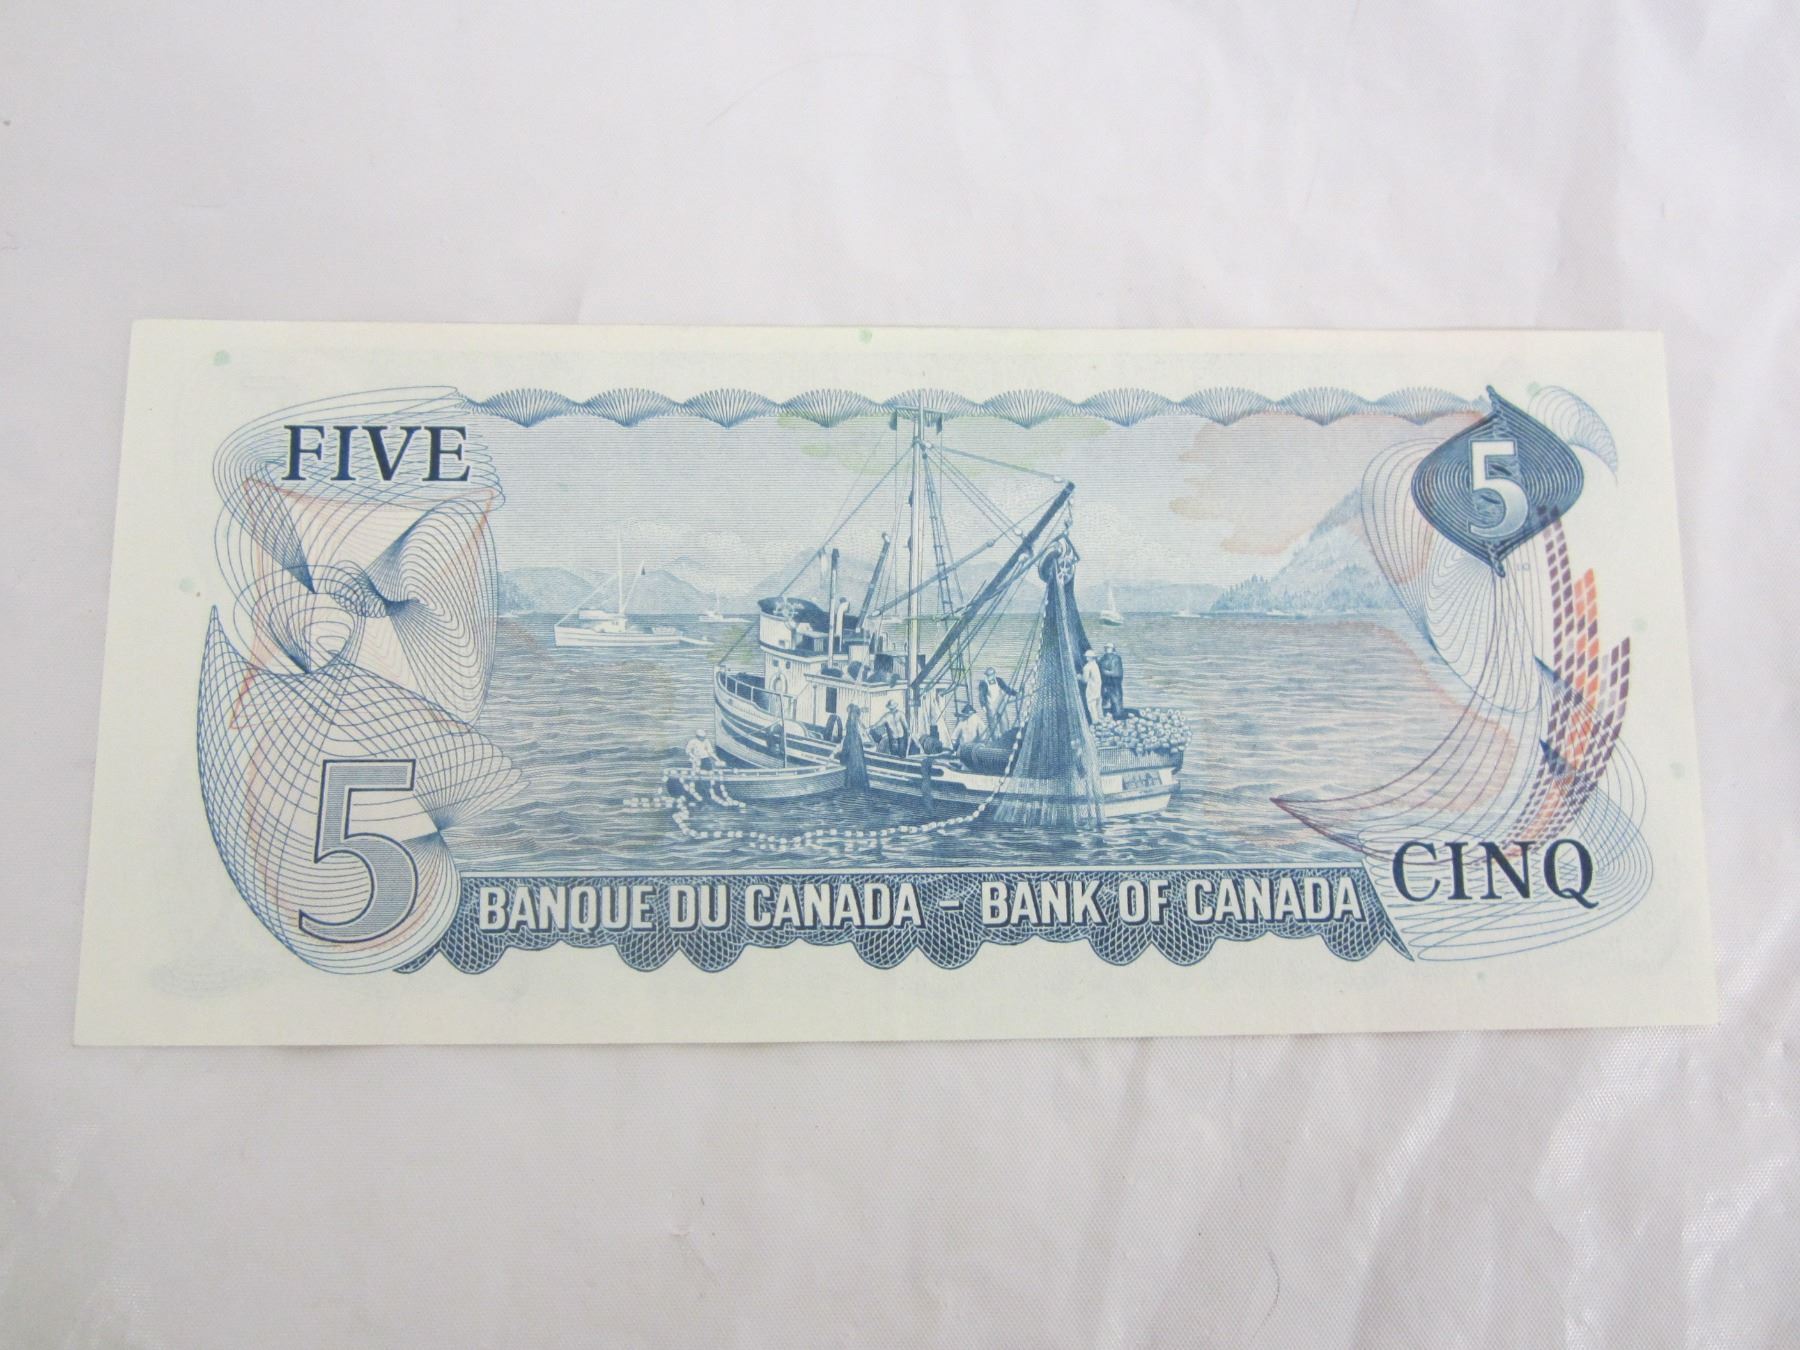 FIVE
5
5
BANQUE DU CANADA - BANK OF CANADA
CINQ